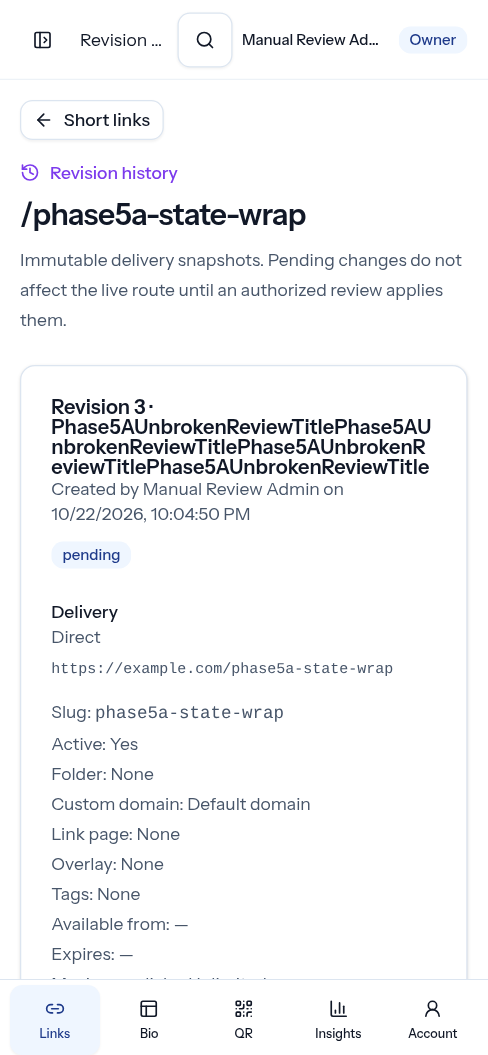 Revision ...
Manual Review Ad...
Owner
Short links
Revision history
/phase5a-state-wrap
Immutable delivery snapshots. Pending changes do not
affect the live route until an authorized review applies
them.
Revision 3 ·
Phase5AUnbrokenReviewTitlePhase5AU
nbrokenReviewTitlePhase5AUnbrokenR
eviewTitlePhase5AUnbrokenReviewTitle
Created by Manual Review Admin on
10/22/2026, 10:04:50 PM
pending
Delivery
Direct
https://example.com/phase5a-state-wrap
Slug: phase5a-state-wrap
Active: Yes
Folder: None
Custom domain: Default domain
Link page: None
Overlay: None
Tags: None
Available from: —
Expires: —
Links
Bio
QR
Insights
Account